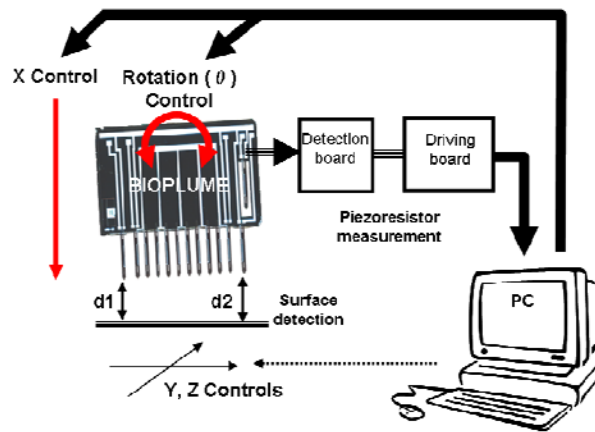 X Control
Rotation ( θ )
Control
BIOPLUME
Detection
board
Driving
board
Piezoresistor
measurement
d1
d2
Surface
detection
PC
Y, Z Controls